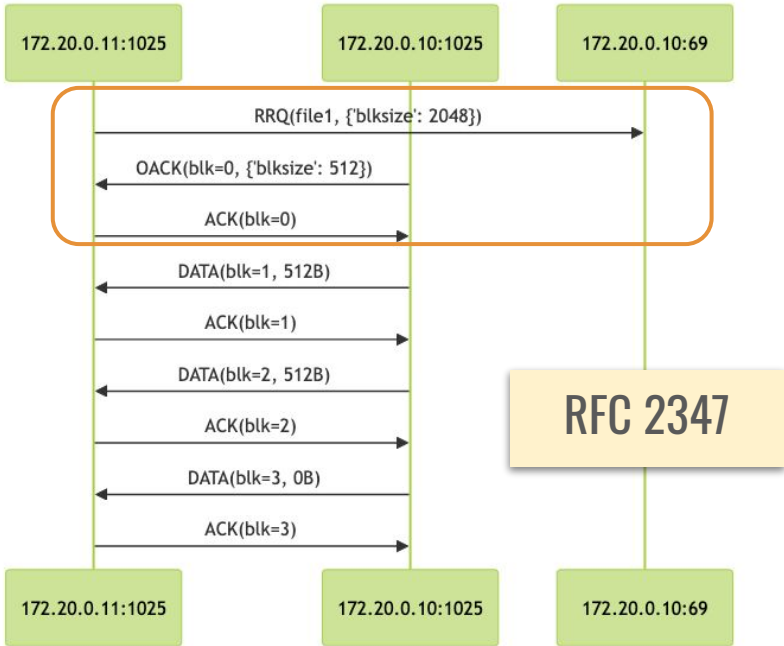 172.20.0.11:1025
172.20.0.10:1025
172.20.0.10:69
RRQ(file1, {'blksize': 2048})
OACK(blk=0, {'blksize': 512})
ACK(blk=0)
DATA(blk=1, 512B)
ACK(blk=1)
DATA(blk=2, 512B)
ACK(blk=2)
RFC 2347
DATA(blk=3, 0B)
ACK(blk=3)
172.20.0.11:1025
172.20.0.10:1025
172.20.0.10:69